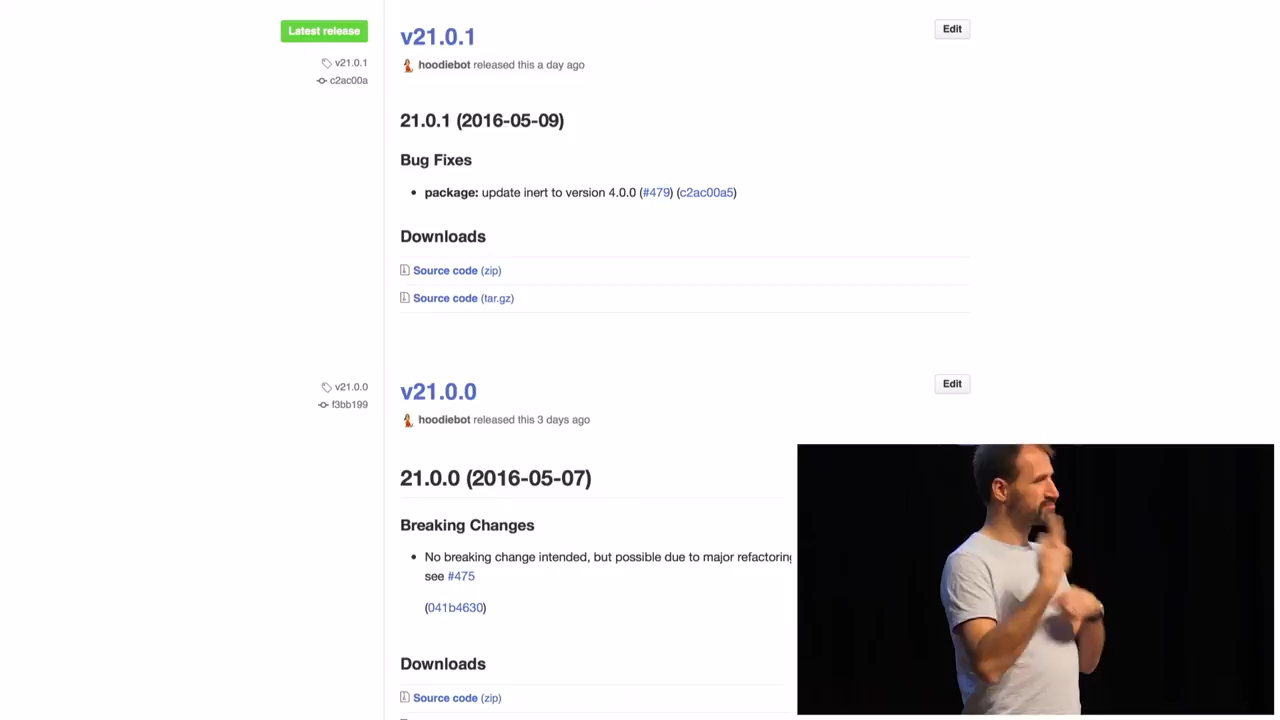 Latest release
v21.0.1
Edit
v21.0.1
hoodiebot released this a day ago
c2ac00a
21.0.1 (2016-05-09)
Bug Fixes
package: update inert to version 4.0.0 (#479) (c2ac00a5)
Downloads
Source code (zip)
Source code (tar.gz)
v21.0.0
v21.0.0
Edit
f3bb199
hoodiebot released this 3 days ago
21.0.0 (2016-05-07)
Breaking Changes
No breaking change intended, but possible due to major refactoring
see #475
(041b4630)
Downloads
Source code (zip)